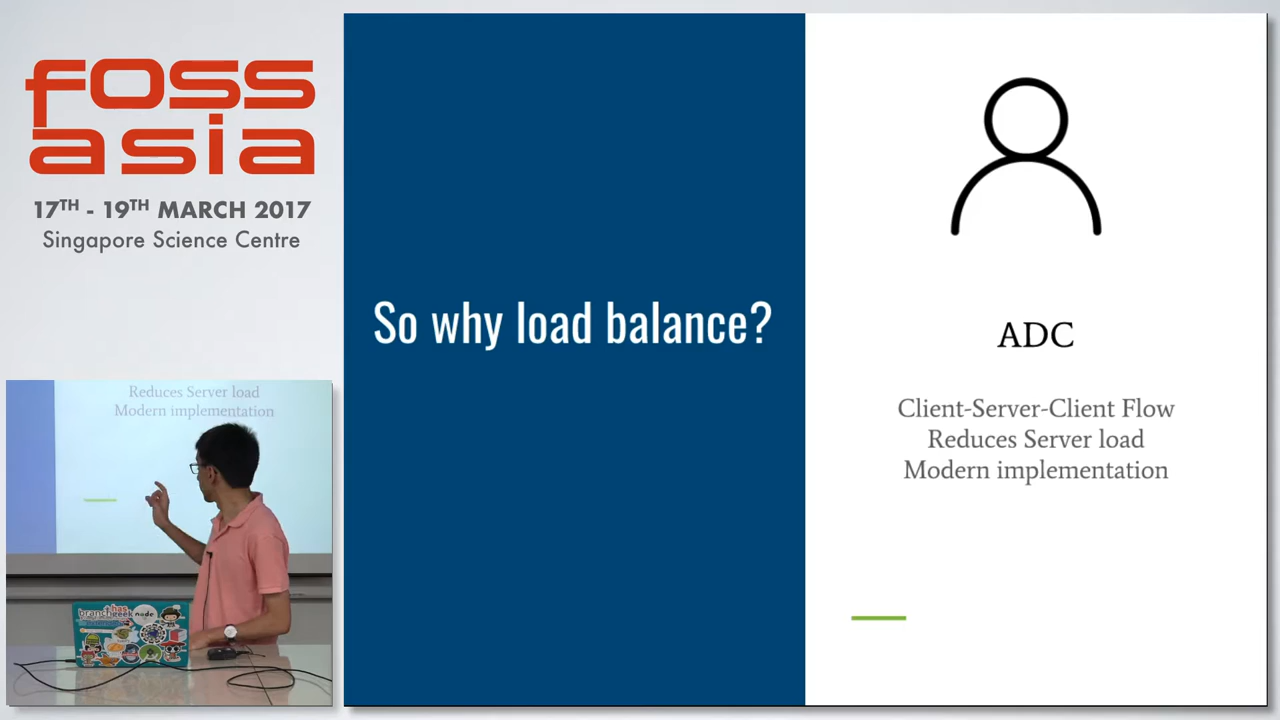 foss
asia
17TH - 19TH MARCH 2017
Singapore Science Centre
So why load balance?
ADC
Client-Server-Client Flow
Reduces Server load
Modern implementation
Reduces Server load
Modern implementation
node